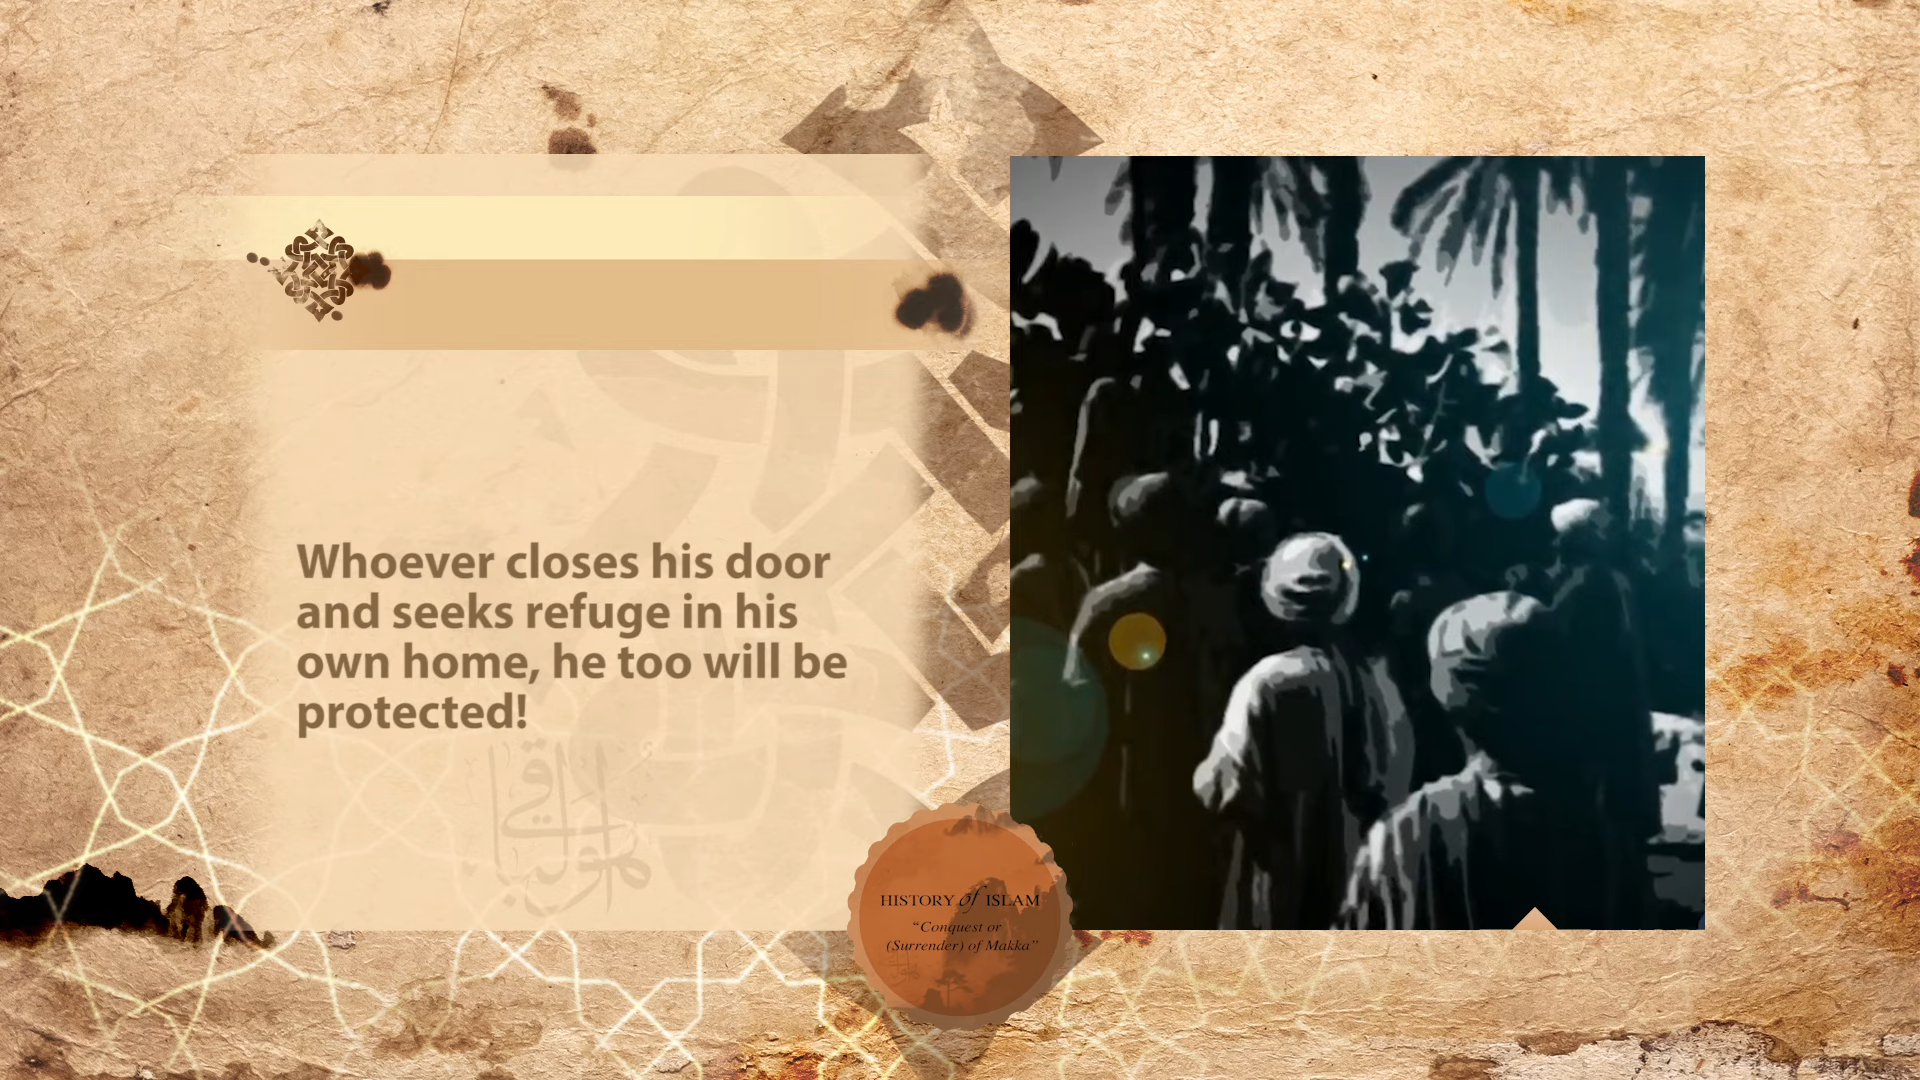 Whoever closes his door
and seeks refuge in his
own home, he too will be
protected!
HISTORY of ISLAM
“Conquest or
(Surrender) of Makka”